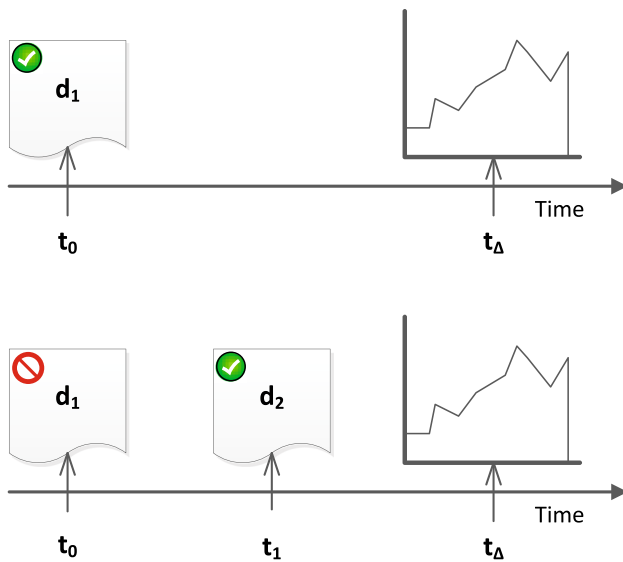 d₁
Time
t₀ t_Δ
d₁ d₂
Time
t₀ t₁ t_Δ